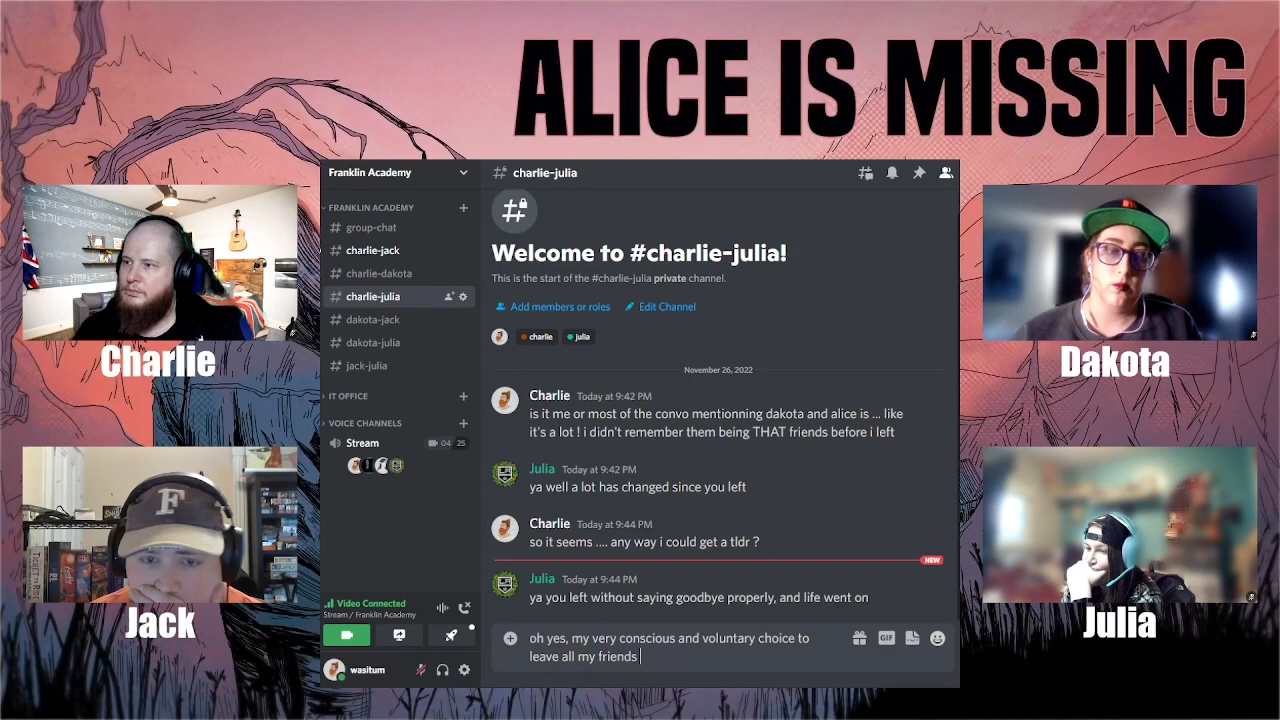 ALICE IS MISSING
Franklin Academy
FRANKLIN ACADEMY
group-chat
charlie-jack
charlie-dakota
charlie-julia
dakota-jack
dakota-julia
jack-julia
IT OFFICE
VOICE CHANNELS
Stream
04 25
Video Connected
Stream / Franklin Academy
wasitum
charlie-julia
Welcome to #charlie-julia!
This is the start of the #charlie-julia private channel.
Add members or roles Edit Channel
charlie julia
November 26, 2022
Charlie Today at 9:42 PM
is it me or most of the convo mentionning dakota and alice is ... like
it's a lot ! i didn't remember them being THAT friends before i left
Julia Today at 9:42 PM
ya well a lot has changed since you left
Charlie Today at 9:44 PM
so it seems .... any way i could get a tldr ?
NEW
Julia Today at 9:44 PM
ya you left without saying goodbye properly, and life went on
oh yes, my very conscious and voluntary choice to
leave all my friends
GIF
Charlie
Dakota
F
TICKET TO
Jack
Julia